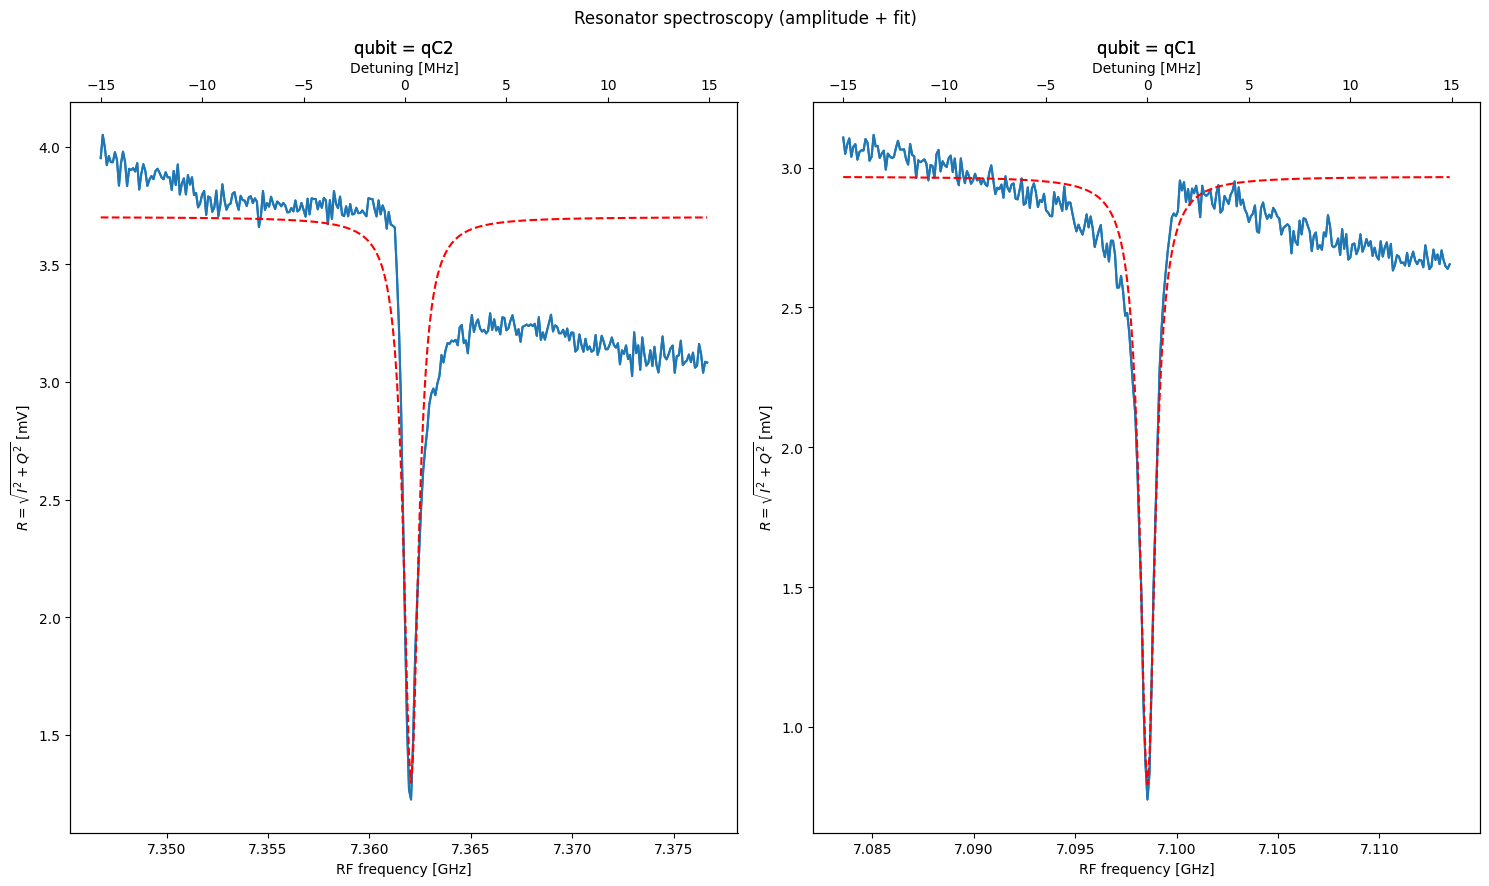 Resonator spectroscopy (amplitude + fit)
qubit = qC2
Detuning [MHz]
−15 −10 −5 0 5 10 15
4.0
3.5
3.0
2.5
2.0
1.5
R = √I² + Q² [mV]
7.350 7.355 7.360 7.365 7.370 7.375
RF frequency [GHz]
qubit = qC1
Detuning [MHz]
−15 −10 −5 0 5 10 15
3.0
2.5
2.0
1.5
1.0
R = √I² + Q² [mV]
7.085 7.090 7.095 7.100 7.105 7.110
RF frequency [GHz]